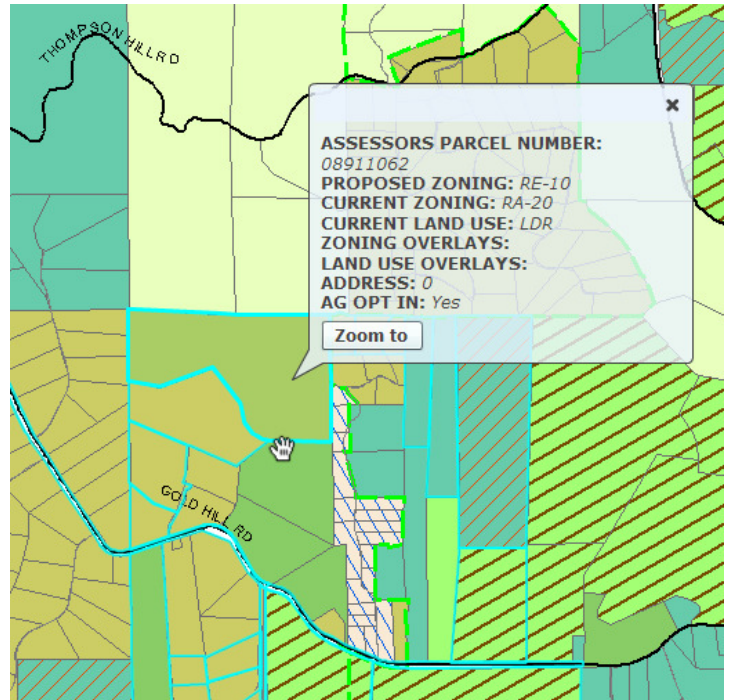 THOMPSON HILL RD
ASSESSORS PARCEL NUMBER:
08911062
PROPOSED ZONING: RE-10
CURRENT ZONING: RA-20
CURRENT LAND USE: LDR
ZONING OVERLAYS:
LAND USE OVERLAYS:
ADDRESS: 0
AG OPT IN: Yes
Zoom to
GOLD HILL RD